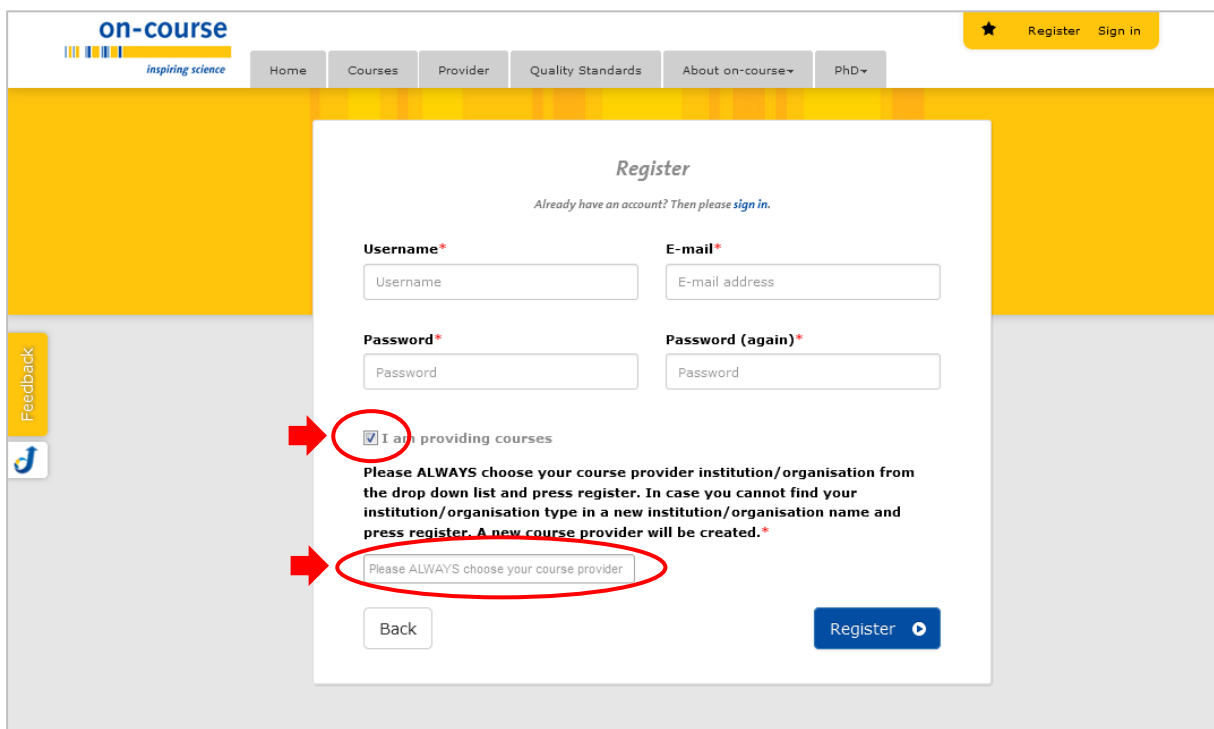 on-course
inspiring science
Register Sign in
Home Courses Provider Quality Standards About on-course PhD
Register
Already have an account? Then please sign in.
Username* E-mail*
Username E-mail address
Password* Password (again)*
Password Password
Feedback
I am providing courses
Please ALWAYS choose your course provider institution/organisation from
the drop down list and press register. In case you cannot find your
institution/organisation type in a new institution/organisation name and
press register. A new course provider will be created.*
Please ALWAYS choose your course provider
Back Register